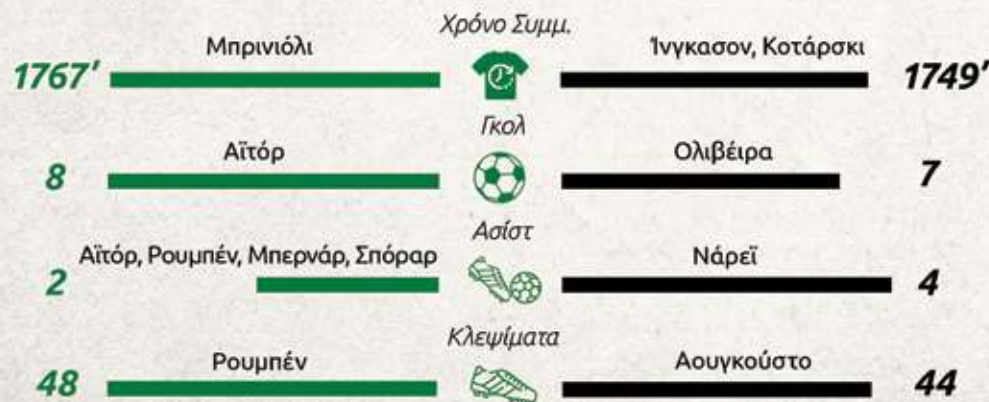 Χρόνο Συμμ.
Μπρινιόλι
Ίνγκασον, Κοτάρσκι
1767’
1749’
Γκολ
Αϊτόρ
Ολιβέιρα
8
7
Ασίστ
Αϊτόρ, Ρουμπέν, Μπερνάρ, Σπόραρ
Νάρεϊ
2
4
Κλεψίματα
Ρουμπέν
Αουγκούστο
48
44